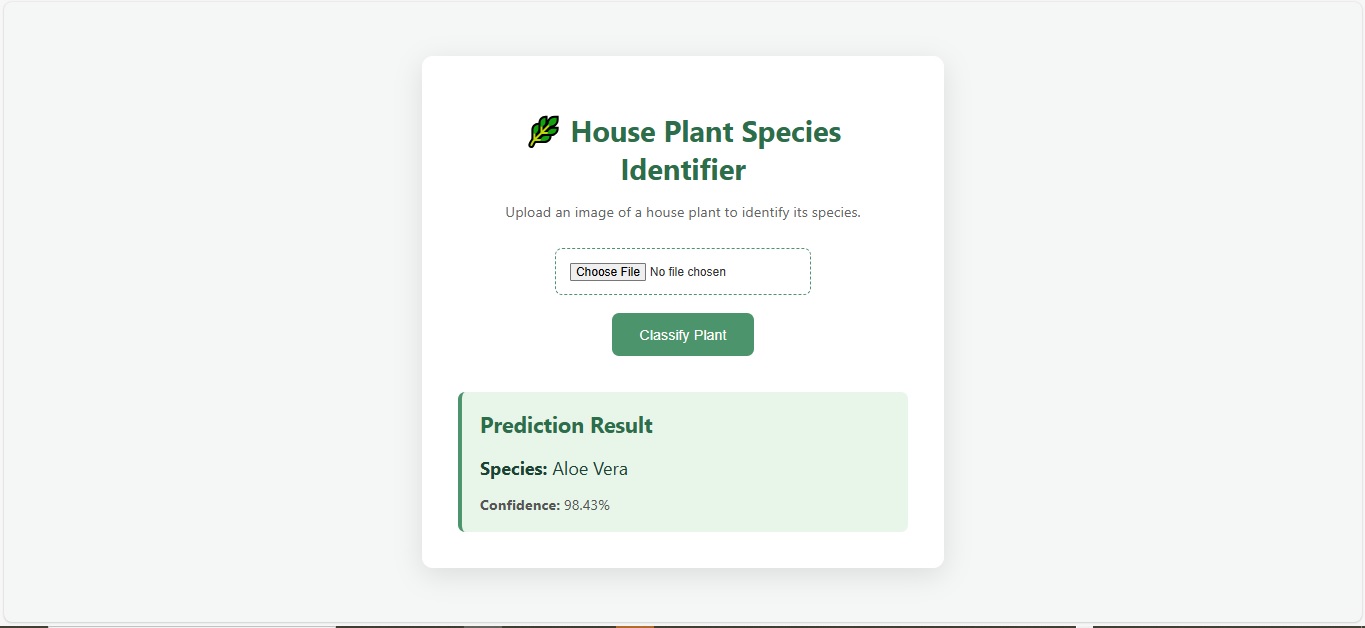 House Plant Species
Identifier
Upload an image of a house plant to identify its species.
Choose File No file chosen
Classify Plant
Prediction Result
Species: Aloe Vera
Confidence: 98.43%